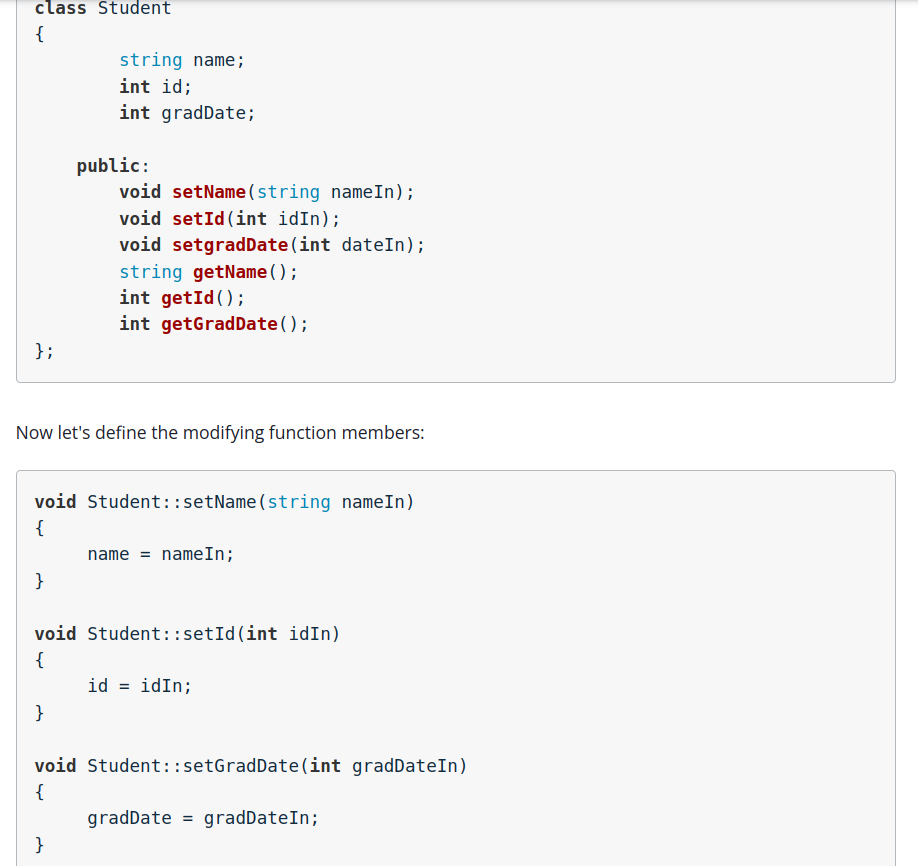 class Student
{
string name;
int id;
int gradDate;
public:
void setName(string nameIn);
void setId(int idIn);
void setgradDate(int dateIn);
string getName();
int getId();
int getGradDate();
};
Now let's define the modifying function members:
void Student::setName(string nameIn)
{
name = nameIn;
}
void Student::setId(int idIn)
{
id = idIn;
}
void Student::setGradDate(int gradDateIn)
{
gradDate = gradDateIn;
}